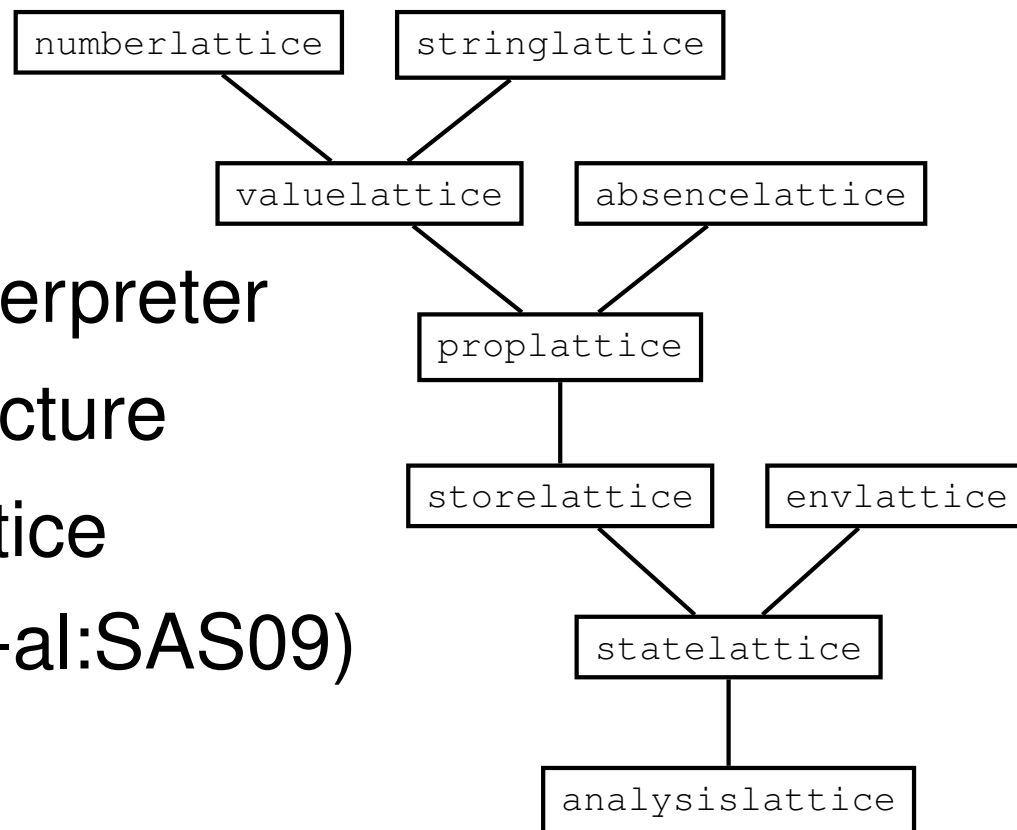 numberlattice stringlattice
valuelattice absencelattice
erpreter
proplattice
cture
storelattice envlattice
tice
-al:SAS09)
statelattice
analysislattice